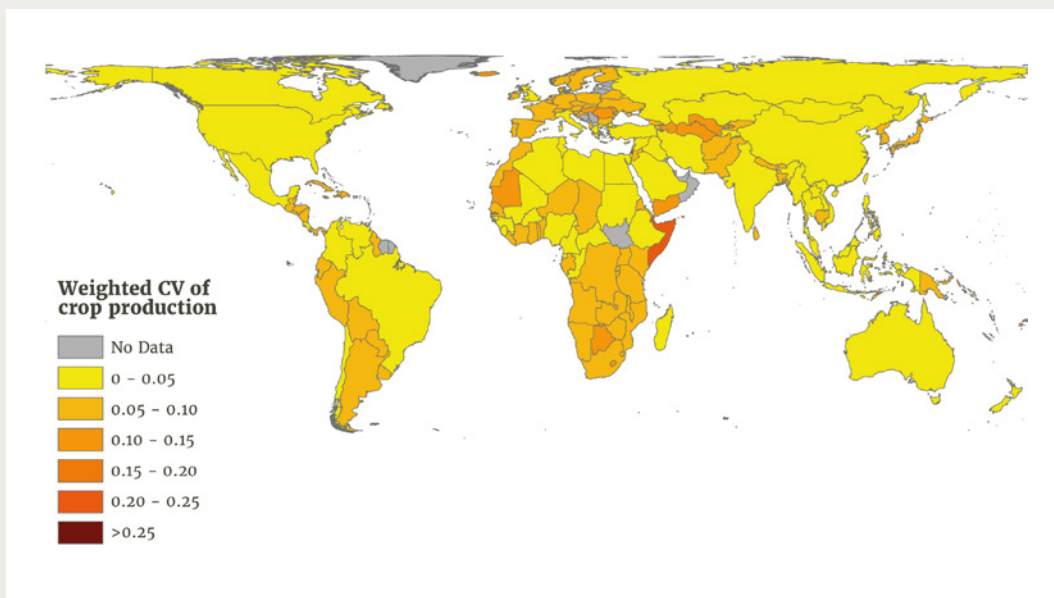 Weighted CV of
crop production
No Data
0 – 0.05
0.05 – 0.10
0.10 – 0.15
0.15 – 0.20
0.20 – 0.25
>0.25